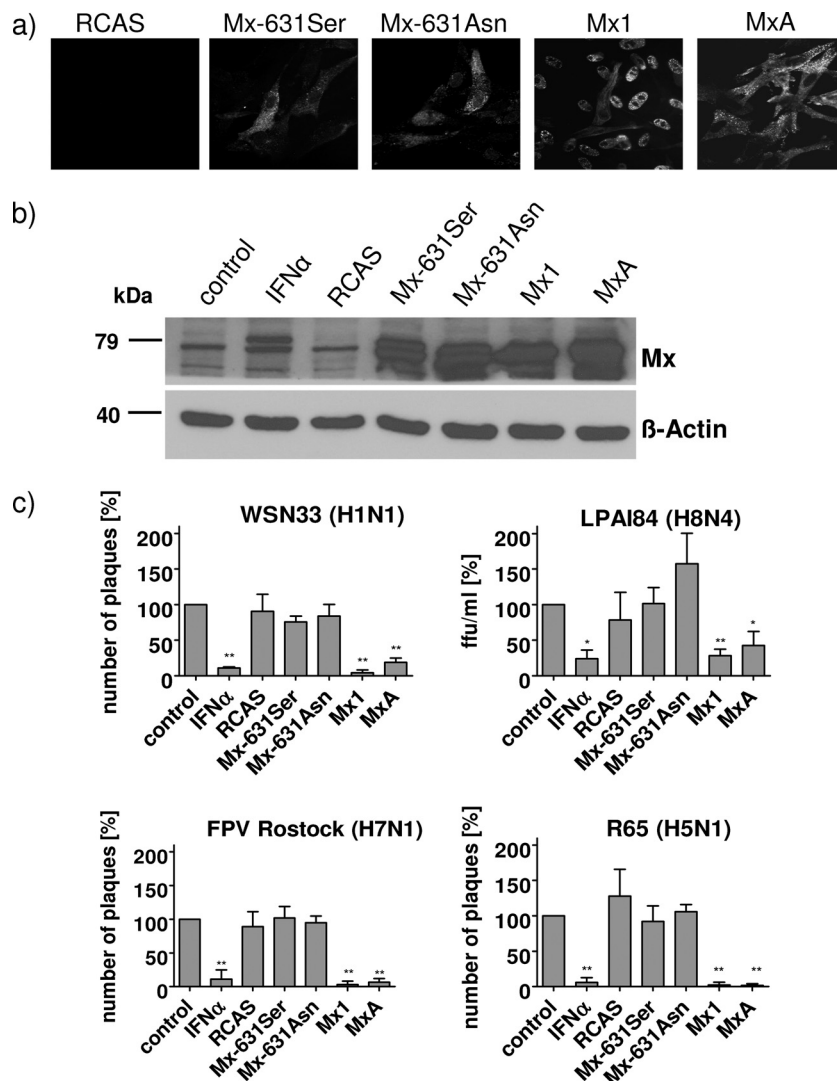 a)
RCAS Mx-631Ser Mx-631Asn Mx1 MxA
b)
control IFNα RCAS Mx-631Ser Mx-631Asn Mx1 MxA
kDa
79
Mx
40
ß-Actin
c)
WSN33 (H1N1)
number of plaques [%]
200
150
100
50
0
** ** **
control IFNα RCAS Mx-631Ser Mx-631Asn Mx1 MxA
LPAI84 (H8N4)
ffu/ml [%]
200
150
100
50
0
* ** *
control IFNα RCAS Mx-631Ser Mx-631Asn Mx1 MxA
FPV Rostock (H7N1)
number of plaques [%]
200
150
100
50
0
** ** **
control IFNα RCAS Mx-631Ser Mx-631Asn Mx1 MxA
R65 (H5N1)
number of plaques [%]
200
150
100
50
0
** ** **
control IFNα RCAS Mx-631Ser Mx-631Asn Mx1 MxA